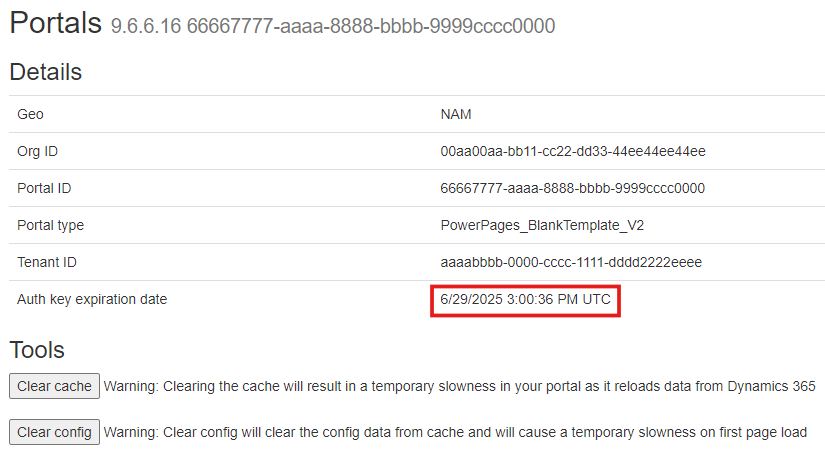 Portals 9.6.6.16 66667777-aaaa-8888-bbbb-9999cccc0000
Details
Geo NAM
Org ID 00aa00aa-bb11-cc22-dd33-44ee44ee44ee
Portal ID 66667777-aaaa-8888-bbbb-9999cccc0000
Portal type PowerPages_BlankTemplate_V2
Tenant ID aaaabbbb-0000-cccc-1111-dddd2222eeee
Auth key expiration date 6/29/2025 3:00:36 PM UTC
Tools
Clear cache Warning: Clearing the cache will result in a temporary slowness in your portal as it reloads data from Dynamics 365
Clear config Warning: Clear config will clear the config data from cache and will cause a temporary slowness on first page load